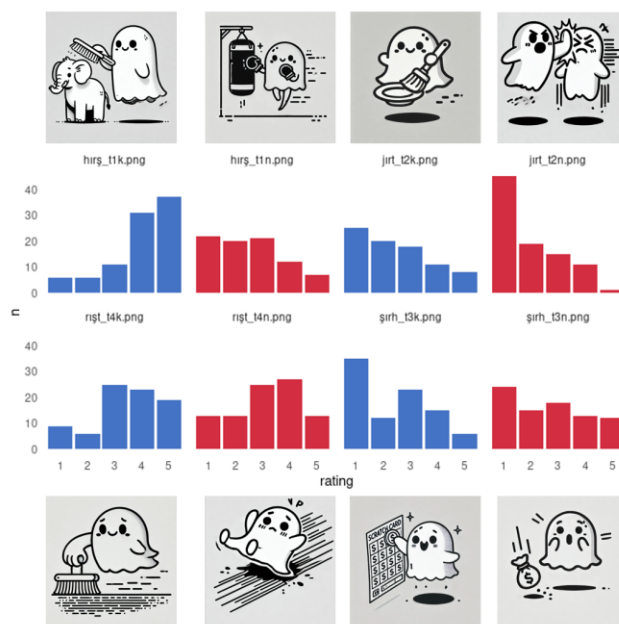 hırş_t1k.png hırş_t1n.png jırt_t2k.png jırt_t2n.png
40
30
20
10
0
n
rışt_t4k.png rışt_t4n.png şırh_t3k.png şırh_t3n.png
40
30
20
10
0
1 2 3 4 5 1 2 3 4 5 1 2 3 4 5 1 2 3 4 5
rating
SCRATCH CARD
$